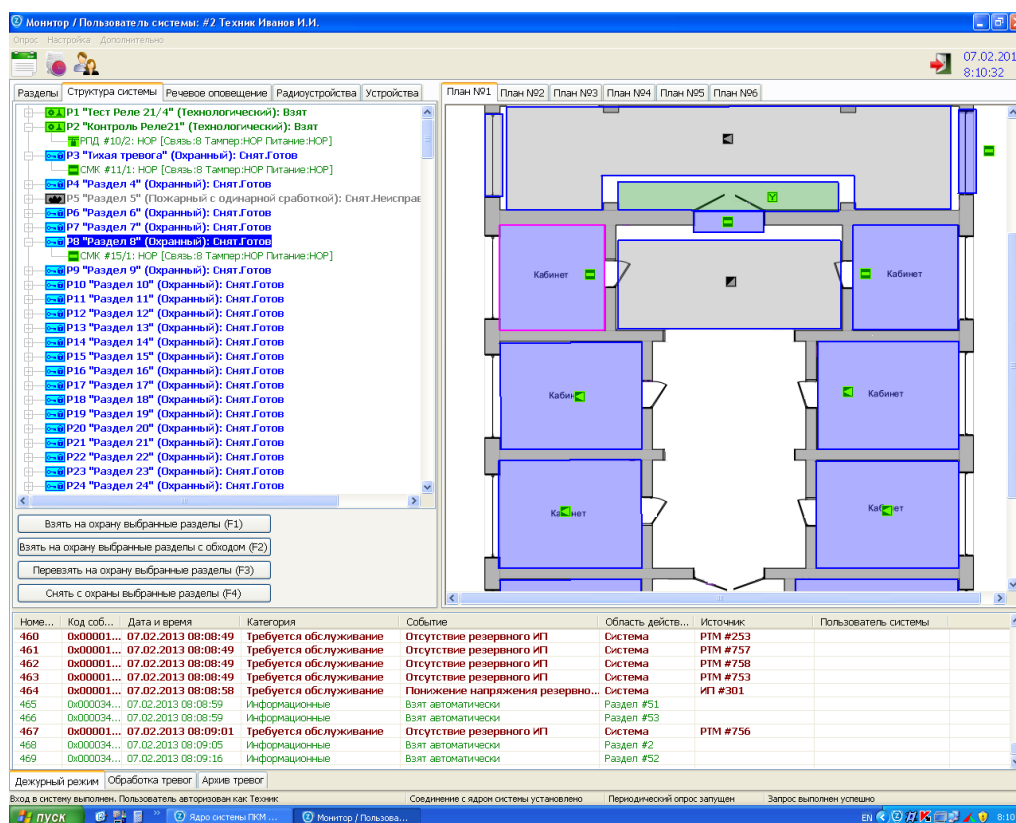 Монитор / Пользователь системы: #2 Техник Иванов И.И.
Опрос Настройка Дополнительно
07.02.201
8:10:32
Разделы Структура системы Речевое оповещение Радиоустройства Устройства
План №1 План №2 План №3 План №4 План №5 План №6
P1 "Тест Реле 21/4" (Технологический): Взят
P2 "Контроль Реле21" (Технологический): Взят
РПД #10/2: НОР [Связь:8 Тампер:НОР Питание:НОР]
P3 "Тихая тревога" (Охранный): Снят.Готов
СМК #11/1: НОР [Связь:8 Тампер:НОР Питание:НОР]
P4 "Раздел 4" (Охранный): Снят.Готов
P5 "Раздел 5" (Пожарный с одинарной сработкой): Снят.Неисправ
P6 "Раздел 6" (Охранный): Снят.Готов
P7 "Раздел 7" (Охранный): Снят.Готов
P8 "Раздел 8" (Охранный): Снят.Готов
СМК #15/1: НОР [Связь:8 Тампер:НОР Питание:НОР]
P9 "Раздел 9" (Охранный): Снят.Готов
P10 "Раздел 10" (Охранный): Снят.Готов
P11 "Раздел 11" (Охранный): Снят.Готов
P12 "Раздел 12" (Охранный): Снят.Готов
P13 "Раздел 13" (Охранный): Снят.Готов
P14 "Раздел 14" (Охранный): Снят.Готов
P15 "Раздел 15" (Охранный): Снят.Готов
P16 "Раздел 16" (Охранный): Снят.Готов
P17 "Раздел 17" (Охранный): Снят.Готов
P18 "Раздел 18" (Охранный): Снят.Готов
P19 "Раздел 19" (Охранный): Снят.Готов
P20 "Раздел 20" (Охранный): Снят.Готов
P21 "Раздел 21" (Охранный): Снят.Готов
P22 "Раздел 22" (Охранный): Снят.Готов
P23 "Раздел 23" (Охранный): Снят.Готов
P24 "Раздел 24" (Охранный): Снят.Готов
Кабинет Кабинет
Кабин Кабинет
Ка нет Каб ет
Взять на охрану выбранные разделы (F1)
Взять на охрану выбранные разделы с обходом (F2)
Перевзять на охрану выбранные разделы (F3)
Снять с охраны выбранные разделы (F4)
Номе... Код соб... Дата и время Категория Событие Область действ... Источник Пользователь системы
460 0x00001... 07.02.2013 08:08:49 Требуется обслуживание Отсутствие резервного ИП Система РТМ #253
461 0x00001... 07.02.2013 08:08:49 Требуется обслуживание Отсутствие резервного ИП Система РТМ #757
462 0x00001... 07.02.2013 08:08:49 Требуется обслуживание Отсутствие резервного ИП Система РТМ #758
463 0x00001... 07.02.2013 08:08:49 Требуется обслуживание Отсутствие резервного ИП Система РТМ #753
464 0x00001... 07.02.2013 08:08:58 Требуется обслуживание Понижение напряжения резервно... Система ИП #301
465 0x000034... 07.02.2013 08:08:59 Информационные Взят автоматически Раздел #51
466 0x000034... 07.02.2013 08:08:59 Информационные Взят автоматически Раздел #53
467 0x00001... 07.02.2013 08:09:01 Требуется обслуживание Отсутствие резервного ИП Система РТМ #756
468 0x000034... 07.02.2013 08:09:05 Информационные Взят автоматически Раздел #2
469 0x000034... 07.02.2013 08:09:16 Информационные Взят автоматически Раздел #52
Дежурный режим Обработка тревог Архив тревог
Вход в систему выполнен. Пользователь авторизован как Техник Соединение с ядром системы установлено Периодический опрос запущен Запрос выполнен успешно
пуск Ядро системы ПКМ ... Монитор / Пользова... EN 8:10